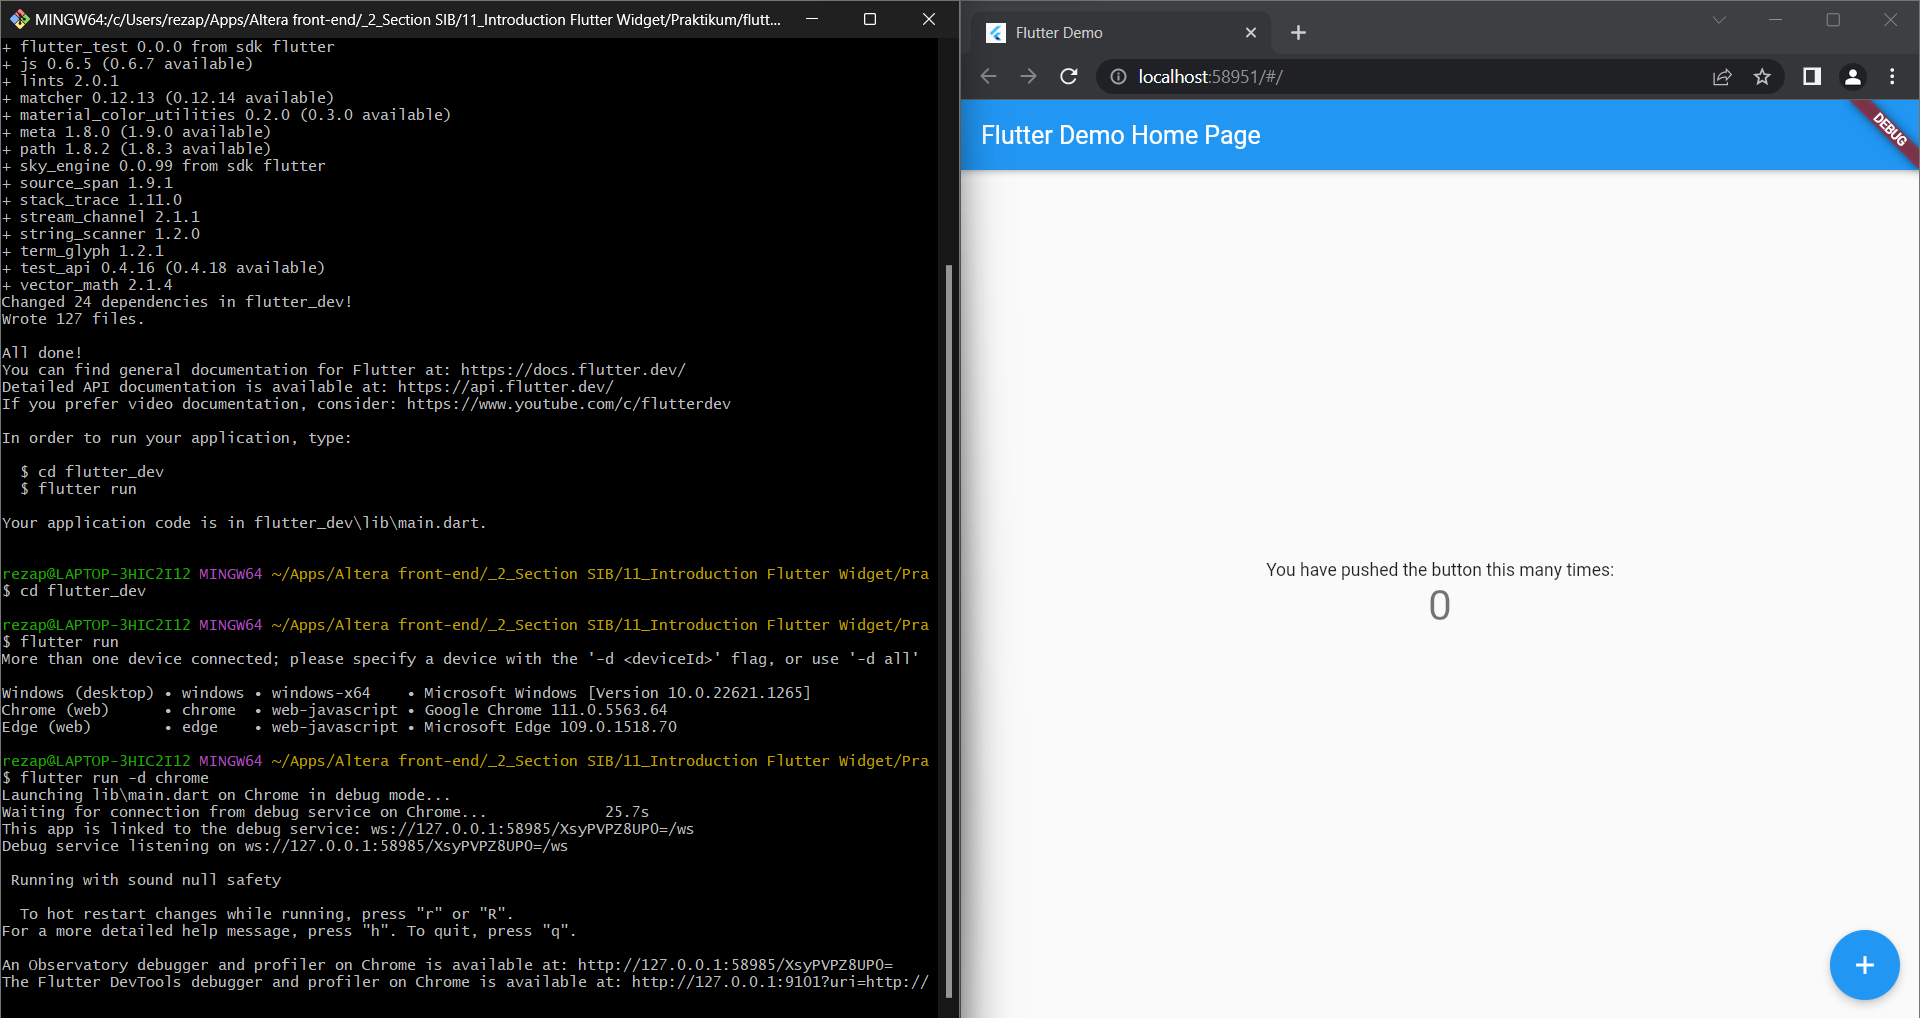 MINGW64:/c/Users/rezap/Apps/Altera front-end/_2_Section SIB/11_Introduction Flutter Widget/Praktikum/flutt...
+ flutter_test 0.0.0 from sdk flutter
+ js 0.6.5 (0.6.7 available)
+ lints 2.0.1
+ matcher 0.12.13 (0.12.14 available)
+ material_color_utilities 0.2.0 (0.3.0 available)
+ meta 1.8.0 (1.9.0 available)
+ path 1.8.2 (1.8.3 available)
+ sky_engine 0.0.99 from sdk flutter
+ source_span 1.9.1
+ stack_trace 1.11.0
+ stream_channel 2.1.1
+ string_scanner 1.2.0
+ term_glyph 1.2.1
+ test_api 0.4.16 (0.4.18 available)
+ vector_math 2.1.4
Changed 24 dependencies in flutter_dev!
Wrote 127 files.
All done!
You can find general documentation for Flutter at: https://docs.flutter.dev/
Detailed API documentation is available at: https://api.flutter.dev/
If you prefer video documentation, consider: https://www.youtube.com/c/flutterdev
In order to run your application, type:
$ cd flutter_dev
$ flutter run
Your application code is in flutter_dev\lib\main.dart.
rezap@LAPTOP-3HIC2I12 MINGW64 ~/Apps/Altera front-end/_2_Section SIB/11_Introduction Flutter Widget/Pra
$ cd flutter_dev
rezap@LAPTOP-3HIC2I12 MINGW64 ~/Apps/Altera front-end/_2_Section SIB/11_Introduction Flutter Widget/Pra
$ flutter run
More than one device connected; please specify a device with the '-d <deviceId>' flag, or use '-d all'
Windows (desktop) • windows • windows-x64 • Microsoft Windows [Version 10.0.22621.1265]
Chrome (web) • chrome • web-javascript • Google Chrome 111.0.5563.64
Edge (web) • edge • web-javascript • Microsoft Edge 109.0.1518.70
rezap@LAPTOP-3HIC2I12 MINGW64 ~/Apps/Altera front-end/_2_Section SIB/11_Introduction Flutter Widget/Pra
$ flutter run -d chrome
Launching lib\main.dart on Chrome in debug mode...
Waiting for connection from debug service on Chrome... 25.7s
This app is linked to the debug service: ws://127.0.0.1:58985/XsyPVPZ8UP0=/ws
Debug service listening on ws://127.0.0.1:58985/XsyPVPZ8UP0=/ws
Running with sound null safety
To hot restart changes while running, press "r" or "R".
For a more detailed help message, press "h". To quit, press "q".
An Observatory debugger and profiler on Chrome is available at: http://127.0.0.1:58985/XsyPVPZ8UP0=
The Flutter DevTools debugger and profiler on Chrome is available at: http://127.0.0.1:9101?uri=http://
Flutter Demo
localhost:58951/#/
Flutter Demo Home Page
DEBUG
You have pushed the button this many times:
0